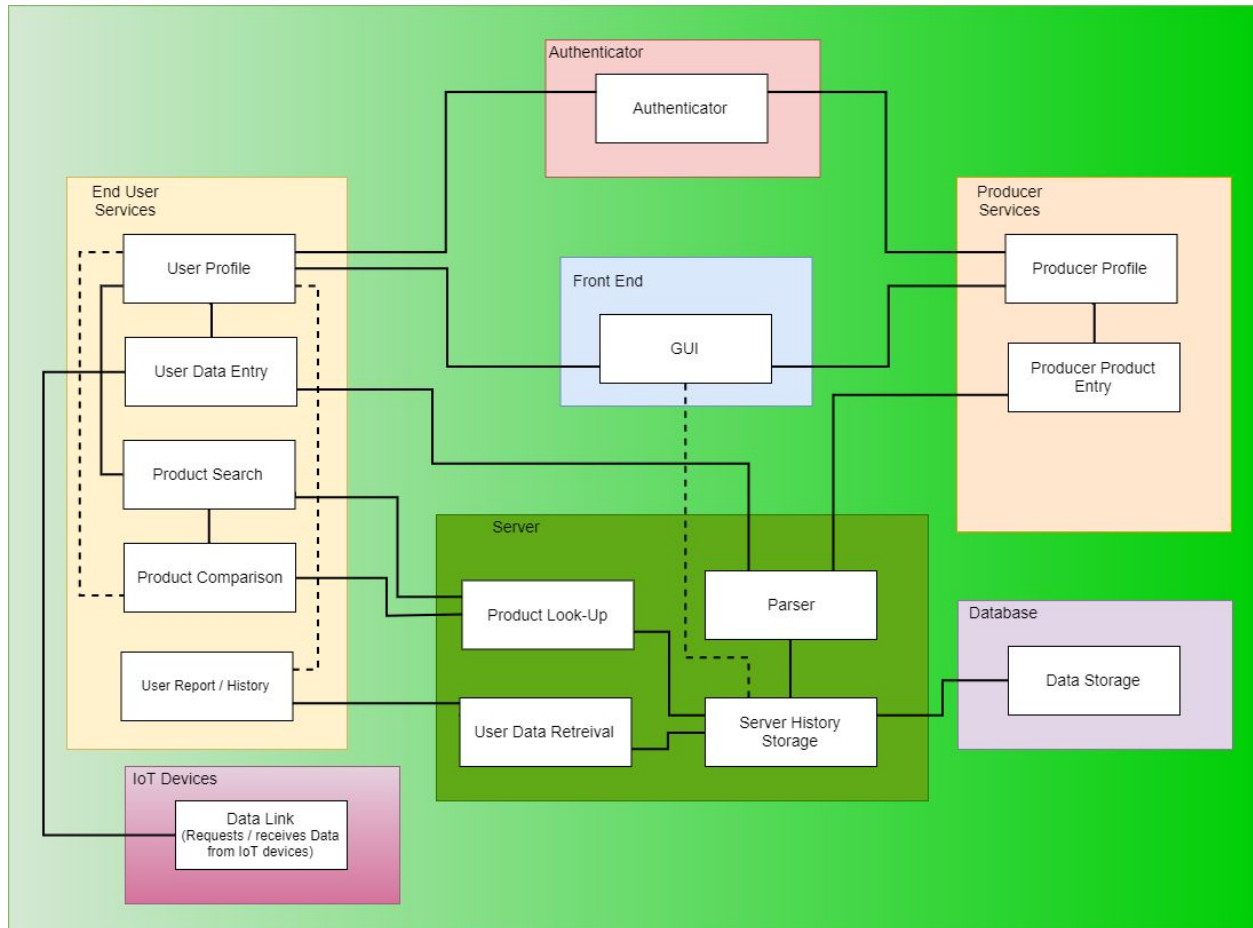 Authenticator
Authenticator
End User
Services
User Profile
User Data Entry
Product Search
Product Comparison
User Report / History
Front End
GUI
Producer
Services
Producer Profile
Producer Product
Entry
Server
Product Look-Up
Parser
User Data Retreival
Server History
Storage
Database
Data Storage
IoT Devices
Data Link
(Requests / receives Data
from IoT devices)